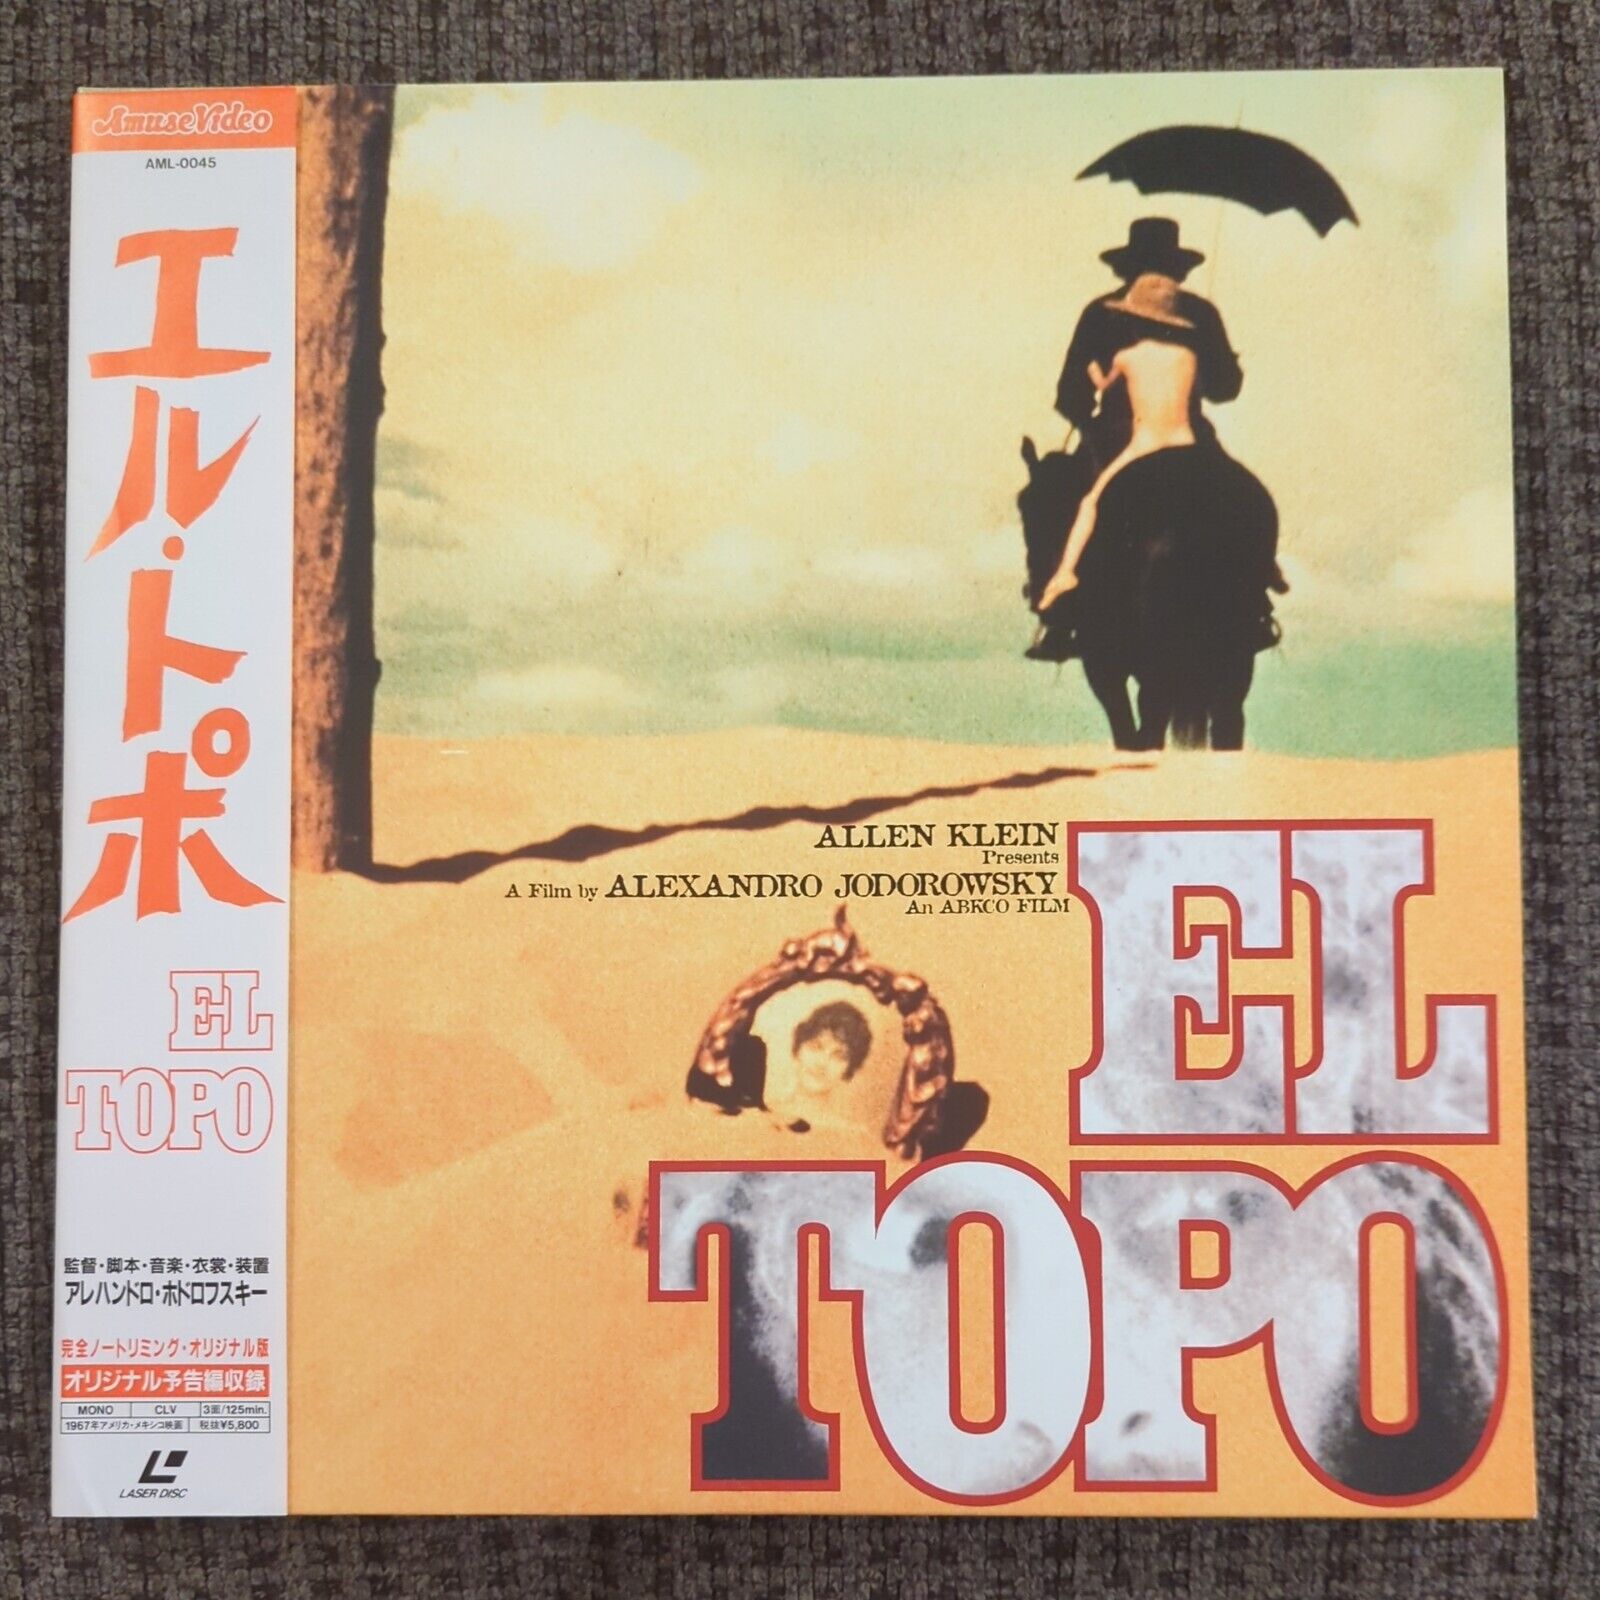 AmuseVideo
AML-0045
エル・トポ
EL
TOPO
監督・脚本・音楽・衣裳・装置
アレハンドロ・ホドロフスキー
完全ノートリミング・オリジナル版
オリジナル予告編収録
MONO CLV 3面/125min.
1967年アメリカ・メキシコ映画 税抜¥5,800
LASER DISC
ALLEN KLEIN
Presents
A Film by ALEXANDRO JODOROWSKY
An ABKCO FILM
EL
TOPO